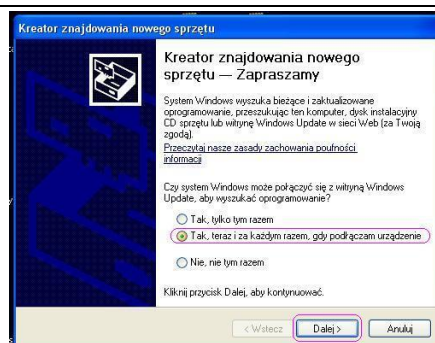 Kreator znajdowania nowego sprzętu
Kreator znajdowania nowego
sprzętu — Zapraszamy
System Windows wyszuka bieżące i zaktualizowane
oprogramowanie, przeszukując ten komputer, dysk instalacyjny
CD sprzętu lub witrynę Windows Update w sieci Web (za Twoją
zgodą).
Przeczytaj nasze zasady zachowania poufności
informacji
Czy system Windows może połączyć się z witryną Windows
Update, aby wyszukać oprogramowanie?
Tak, tylko tym razem
Tak, teraz i za każdym razem, gdy podłączam urządzenie
Nie, nie tym razem
Kliknij przycisk Dalej, aby kontynuować.
< Wstecz Dalej > Anuluj